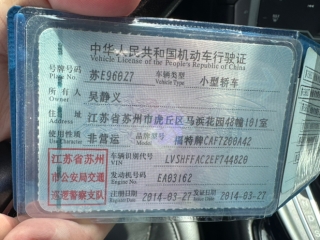 中华人民共和国机动车行驶证
Vehicle License of the People's Republic of China
号牌号码 苏E960Z7 车辆类型 小型轿车
Plate No. Vehicle Type
所有人 吴静义
Owner
住址 江苏省苏州市虎丘区马浜花园48幢101室
Address
使用性质 非营运 品牌型号 福特牌CAF7200A42
Use Character Model
江苏省苏州 车辆识别代号 LVSHFFAC2EF744820
VIN
市公安局交通 发动机号码 EA03162
Engine No.
巡逻警察支队 注册日期 2014-03-27 发证日期 2014-03-27
Register Date Issue Date